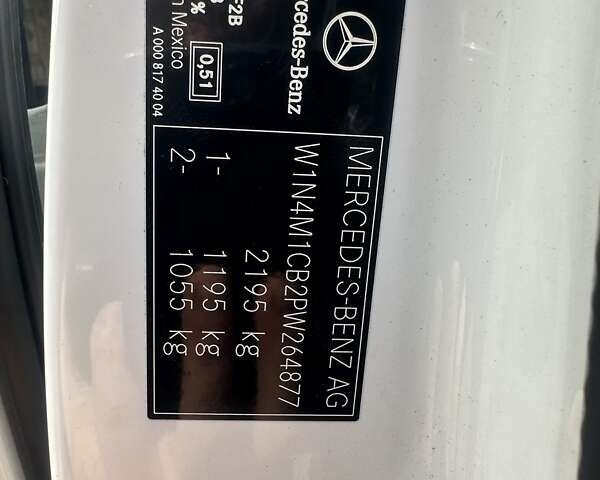 Mercedes-Benz
-2B
%
n Mexico
0,51
A 000 817 40 04
MERCEDES-BENZ AG
W1N4M1CB2PW264877
2195 kg
1- 1195 kg
2- 1055 kg